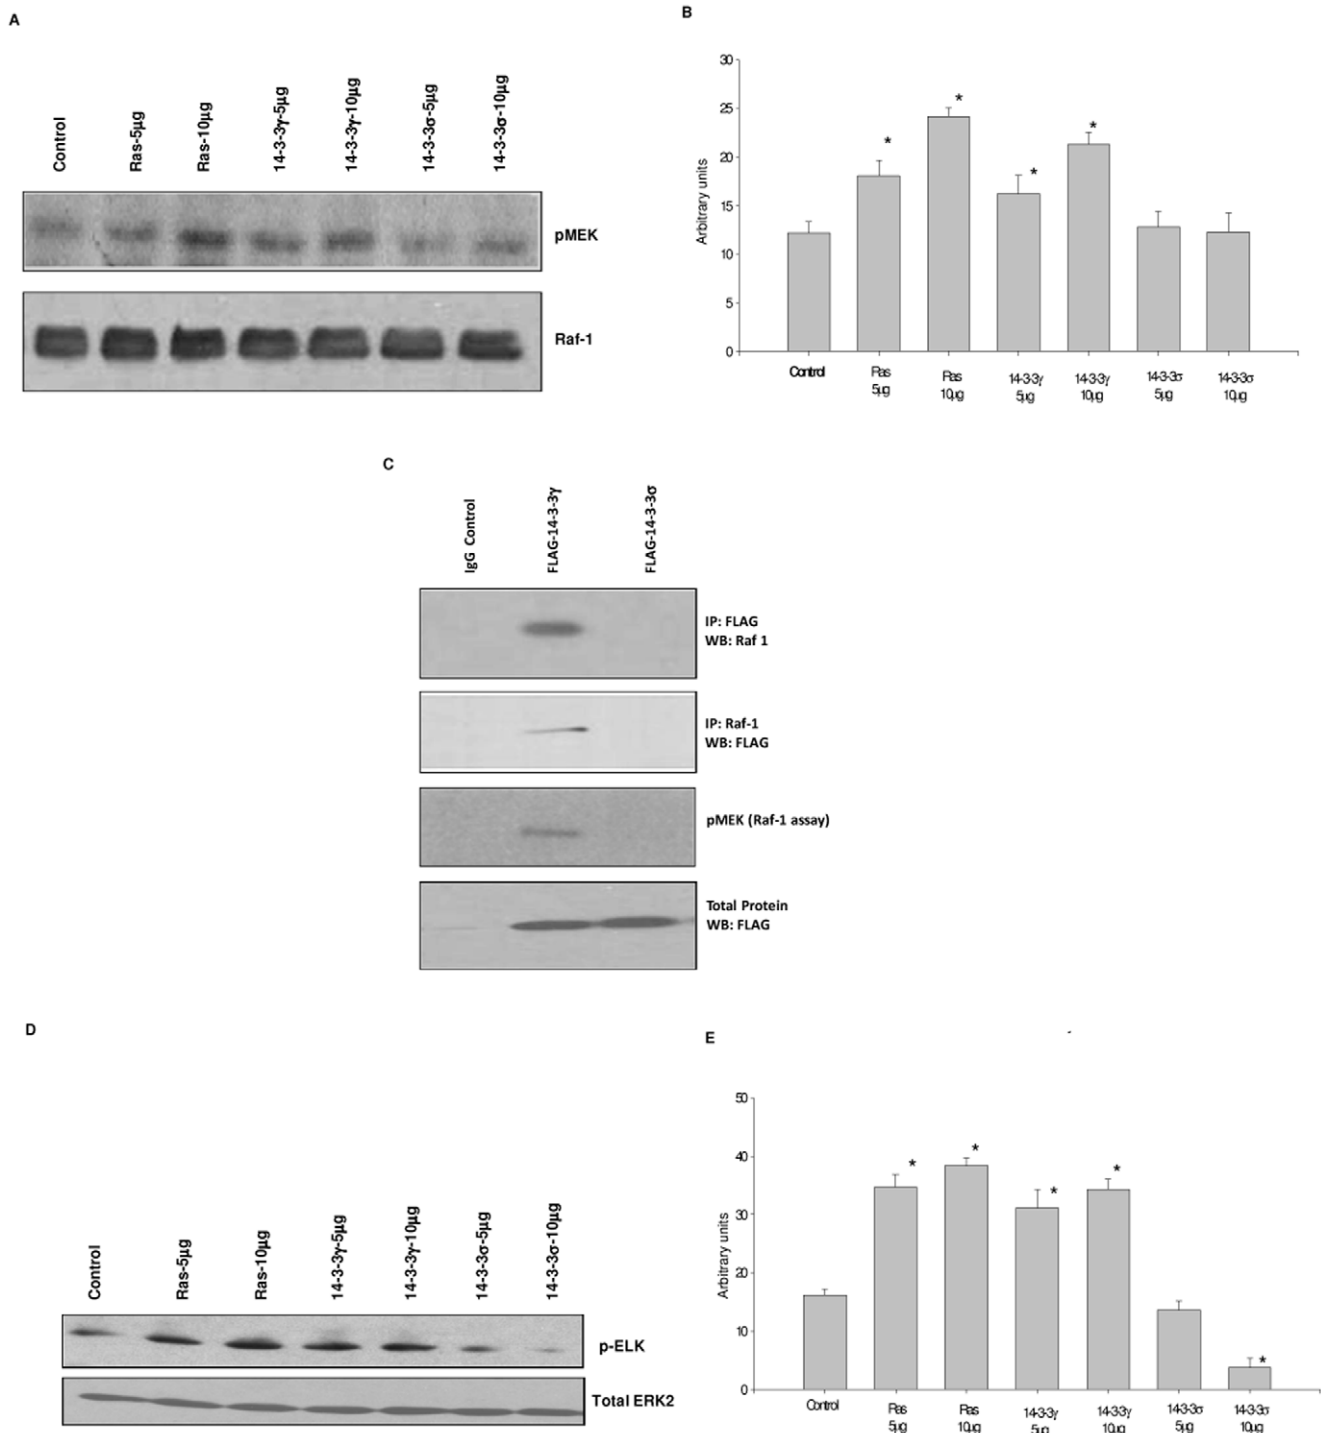 A
Control
Ras-5µg
Ras-10µg
14-3-3γ-5µg
14-3-3γ-10µg
14-3-3σ-5µg
14-3-3σ-10µg
pMEK
Raf-1
B
Arbitrary units
30
25
20
15
10
5
0
*
*
*
*
Control
Ras
5µg
Ras
10µg
14-3-3γ
5µg
14-3-3γ
10µg
14-3-3σ
5µg
14-3-3σ
10µg
C
IgG Control
FLAG-14-3-3γ
FLAG-14-3-3σ
IP: FLAG
WB: Raf 1
IP: Raf-1
WB: FLAG
pMEK (Raf-1 assay)
Total Protein
WB: FLAG
D
Control
Ras-5µg
Ras-10µg
14-3-3γ-5µg
14-3-3γ-10µg
14-3-3σ-5µg
14-3-3σ-10µg
p-ELK
Total ERK2
E
Arbitrary units
50
40
30
20
10
0
*
*
*
*
*
Control
Ras
5µg
Ras
10µg
14-3-3γ
5µg
14-3-3γ
10µg
14-3-3σ
5µg
14-3-3σ
10µg